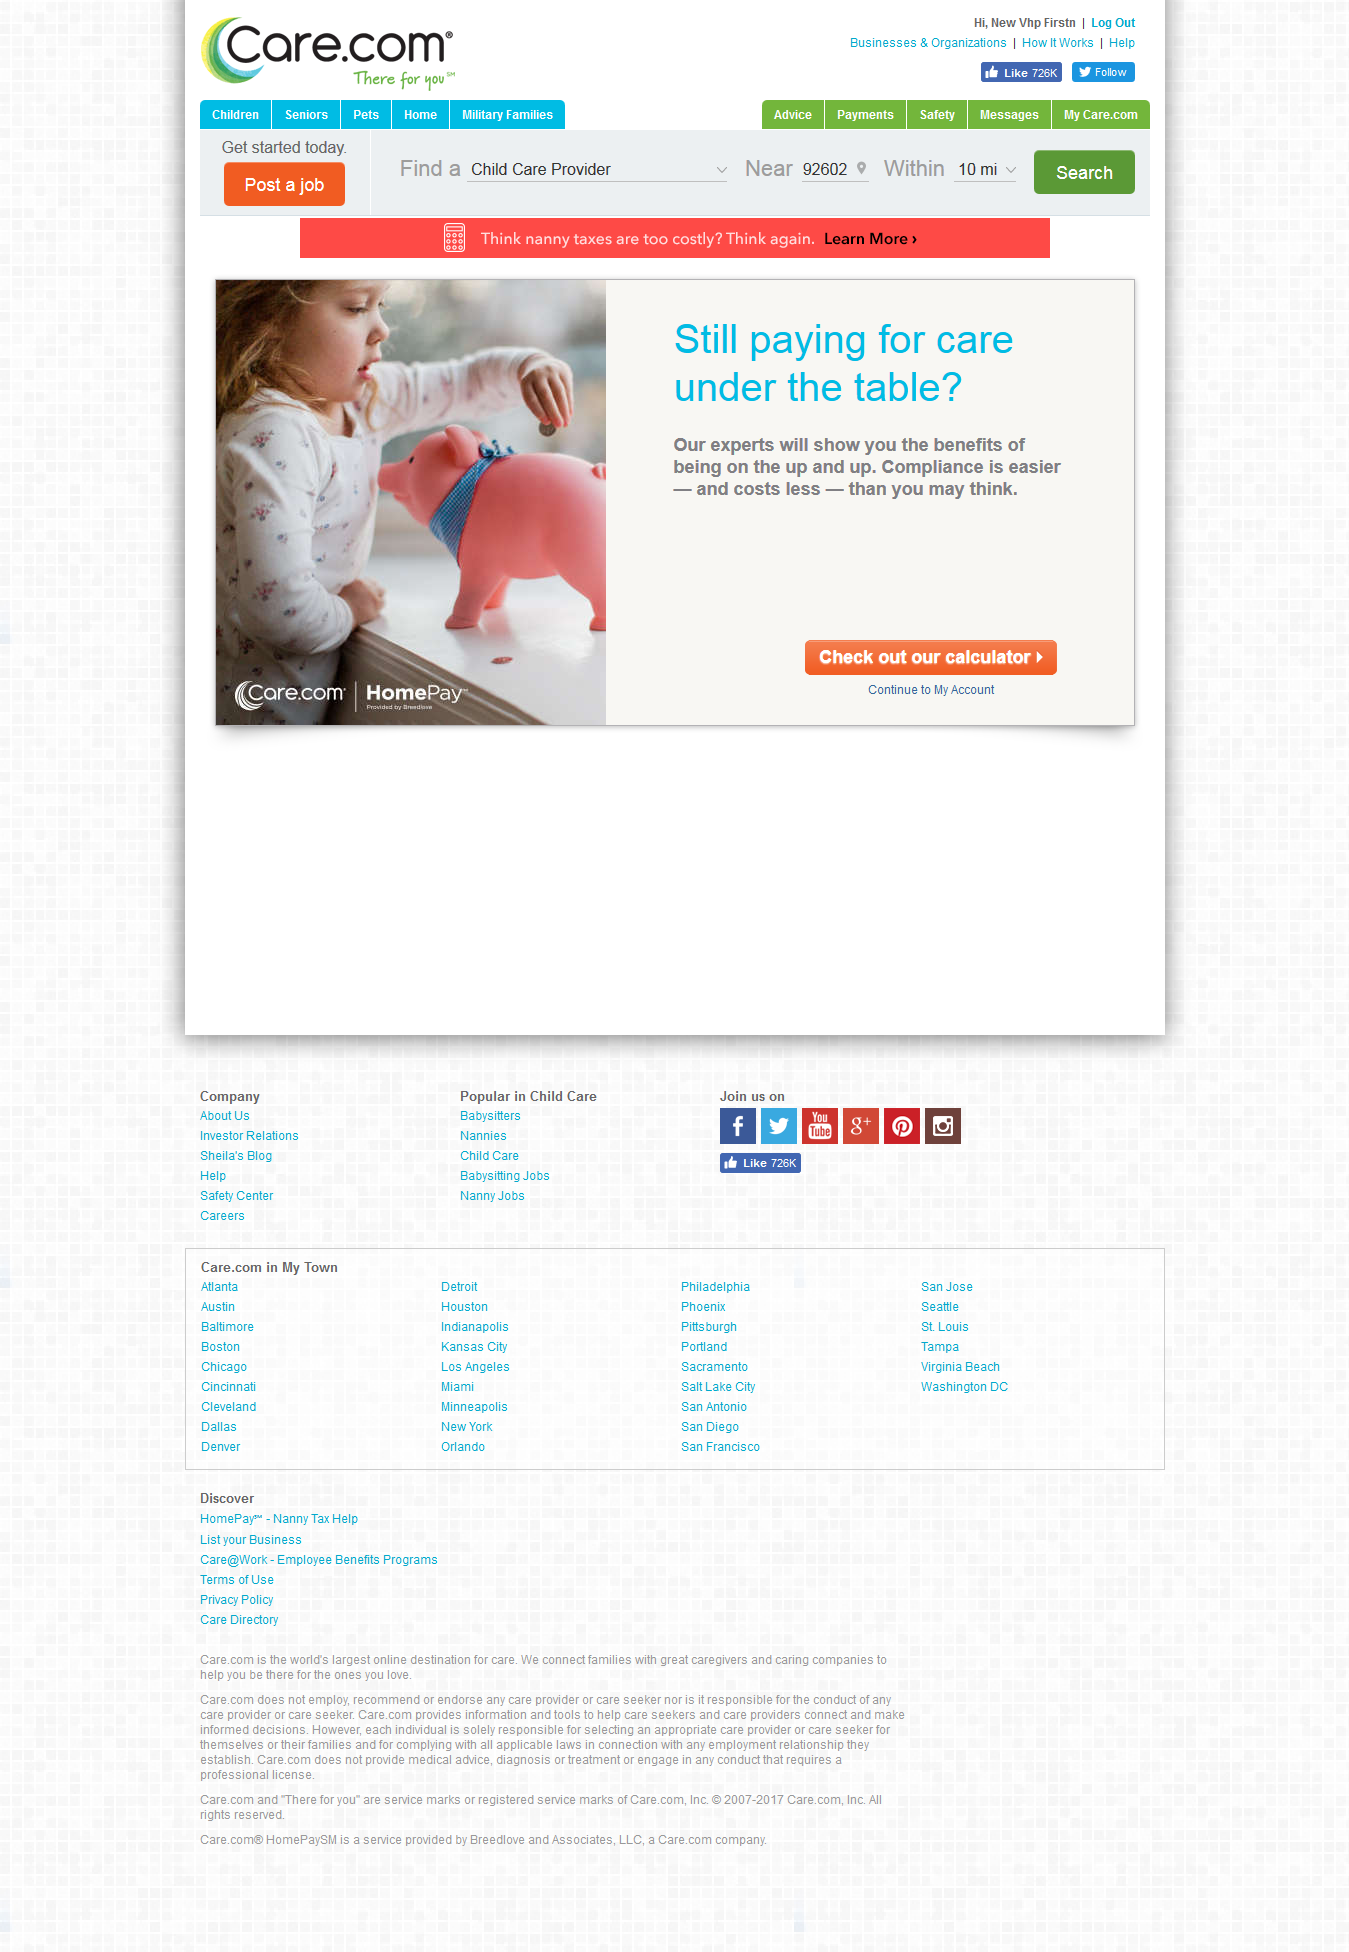 Care.com®
There for you℠
Hi, New Vhp Firstn | Log Out
Businesses & Organizations | How It Works | Help
Like 726K
Follow
Children Seniors Pets Home Military Families
Advice Payments Safety Messages My Care.com
Get started today.
Post a job
Find a Child Care Provider Near 92602 Within 10 mi Search
Think nanny taxes are too costly? Think again. Learn More ›
Still paying for care
under the table?
Our experts will show you the benefits of
being on the up and up. Compliance is easier
— and costs less — than you may think.
Check out our calculator
Continue to My Account
Care.com® | HomePay℠
Provided by Breedlove
Company
About Us
Investor Relations
Sheila's Blog
Help
Safety Center
Careers
Popular in Child Care
Babysitters
Nannies
Child Care
Babysitting Jobs
Nanny Jobs
Join us on
You
Tube
g+
Like 726K
Care.com in My Town
Atlanta
Austin
Baltimore
Boston
Chicago
Cincinnati
Cleveland
Dallas
Denver
Detroit
Houston
Indianapolis
Kansas City
Los Angeles
Miami
Minneapolis
New York
Orlando
Philadelphia
Phoenix
Pittsburgh
Portland
Sacramento
Salt Lake City
San Antonio
San Diego
San Francisco
San Jose
Seattle
St. Louis
Tampa
Virginia Beach
Washington DC
Discover
HomePay℠ - Nanny Tax Help
List your Business
Care@Work - Employee Benefits Programs
Terms of Use
Privacy Policy
Care Directory
Care.com is the world's largest online destination for care. We connect families with great caregivers and caring companies to
help you be there for the ones you love.
Care.com does not employ, recommend or endorse any care provider or care seeker nor is it responsible for the conduct of any
care provider or care seeker. Care.com provides information and tools to help care seekers and care providers connect and make
informed decisions. However, each individual is solely responsible for selecting an appropriate care provider or care seeker for
themselves or their families and for complying with all applicable laws in connection with any employment relationship they
establish. Care.com does not provide medical advice, diagnosis or treatment or engage in any conduct that requires a
professional license.
Care.com and "There for you" are service marks or registered service marks of Care.com, Inc. © 2007-2017 Care.com, Inc. All
rights reserved.
Care.com® HomePaySM is a service provided by Breedlove and Associates, LLC, a Care.com company.